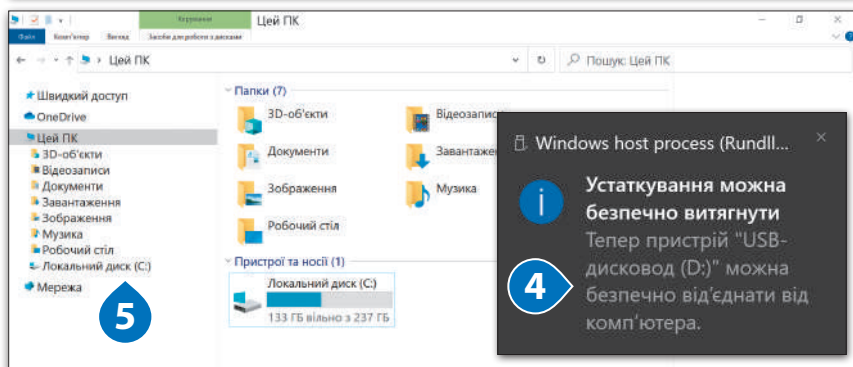 Керування
Цей ПК
Файл Комп'ютер Вигляд Засоби для роботи з дисками
Цей ПК
Пошук: Цей ПК
Швидкий доступ
OneDrive
Цей ПК
3D-об'єкти
Відеозаписи
Документи
Завантаження
Зображення
Музика
Робочий стіл
Локальний диск (C:)
Мережа
5
Папки (7)
3D-об'єкти
Відеозаписи
Документи
Завантажен
Зображення
Музика
Робочий стіл
Пристрої та носії (1)
Локальний диск (C:)
133 ГБ вільно з 237 ГБ
Windows host process (Rundll...
Устаткування можна
безпечно витягнути
Тепер пристрій "USB-
дисковод (D:)" можна
безпечно від'єднати від
комп'ютера.
4